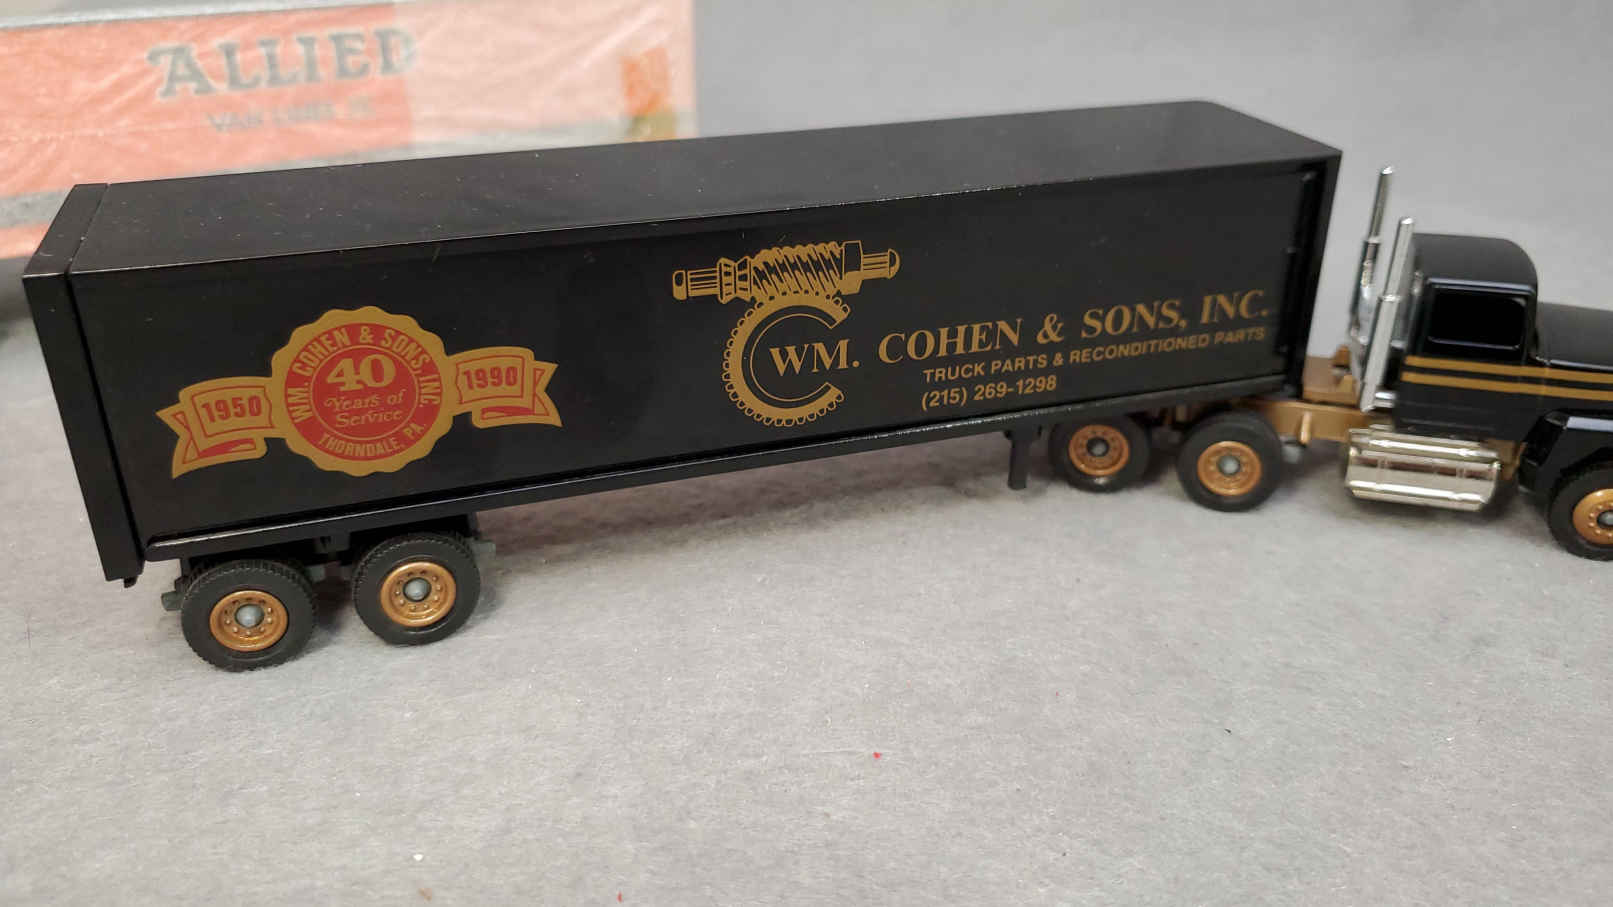 ALLIED
WM. COHEN & SONS, INC.
1950
40
Years of
Service
1990
THORNDALE, PA.
WM. COHEN & SONS, INC.
TRUCK PARTS & RECONDITIONED PARTS
(215) 269-1298